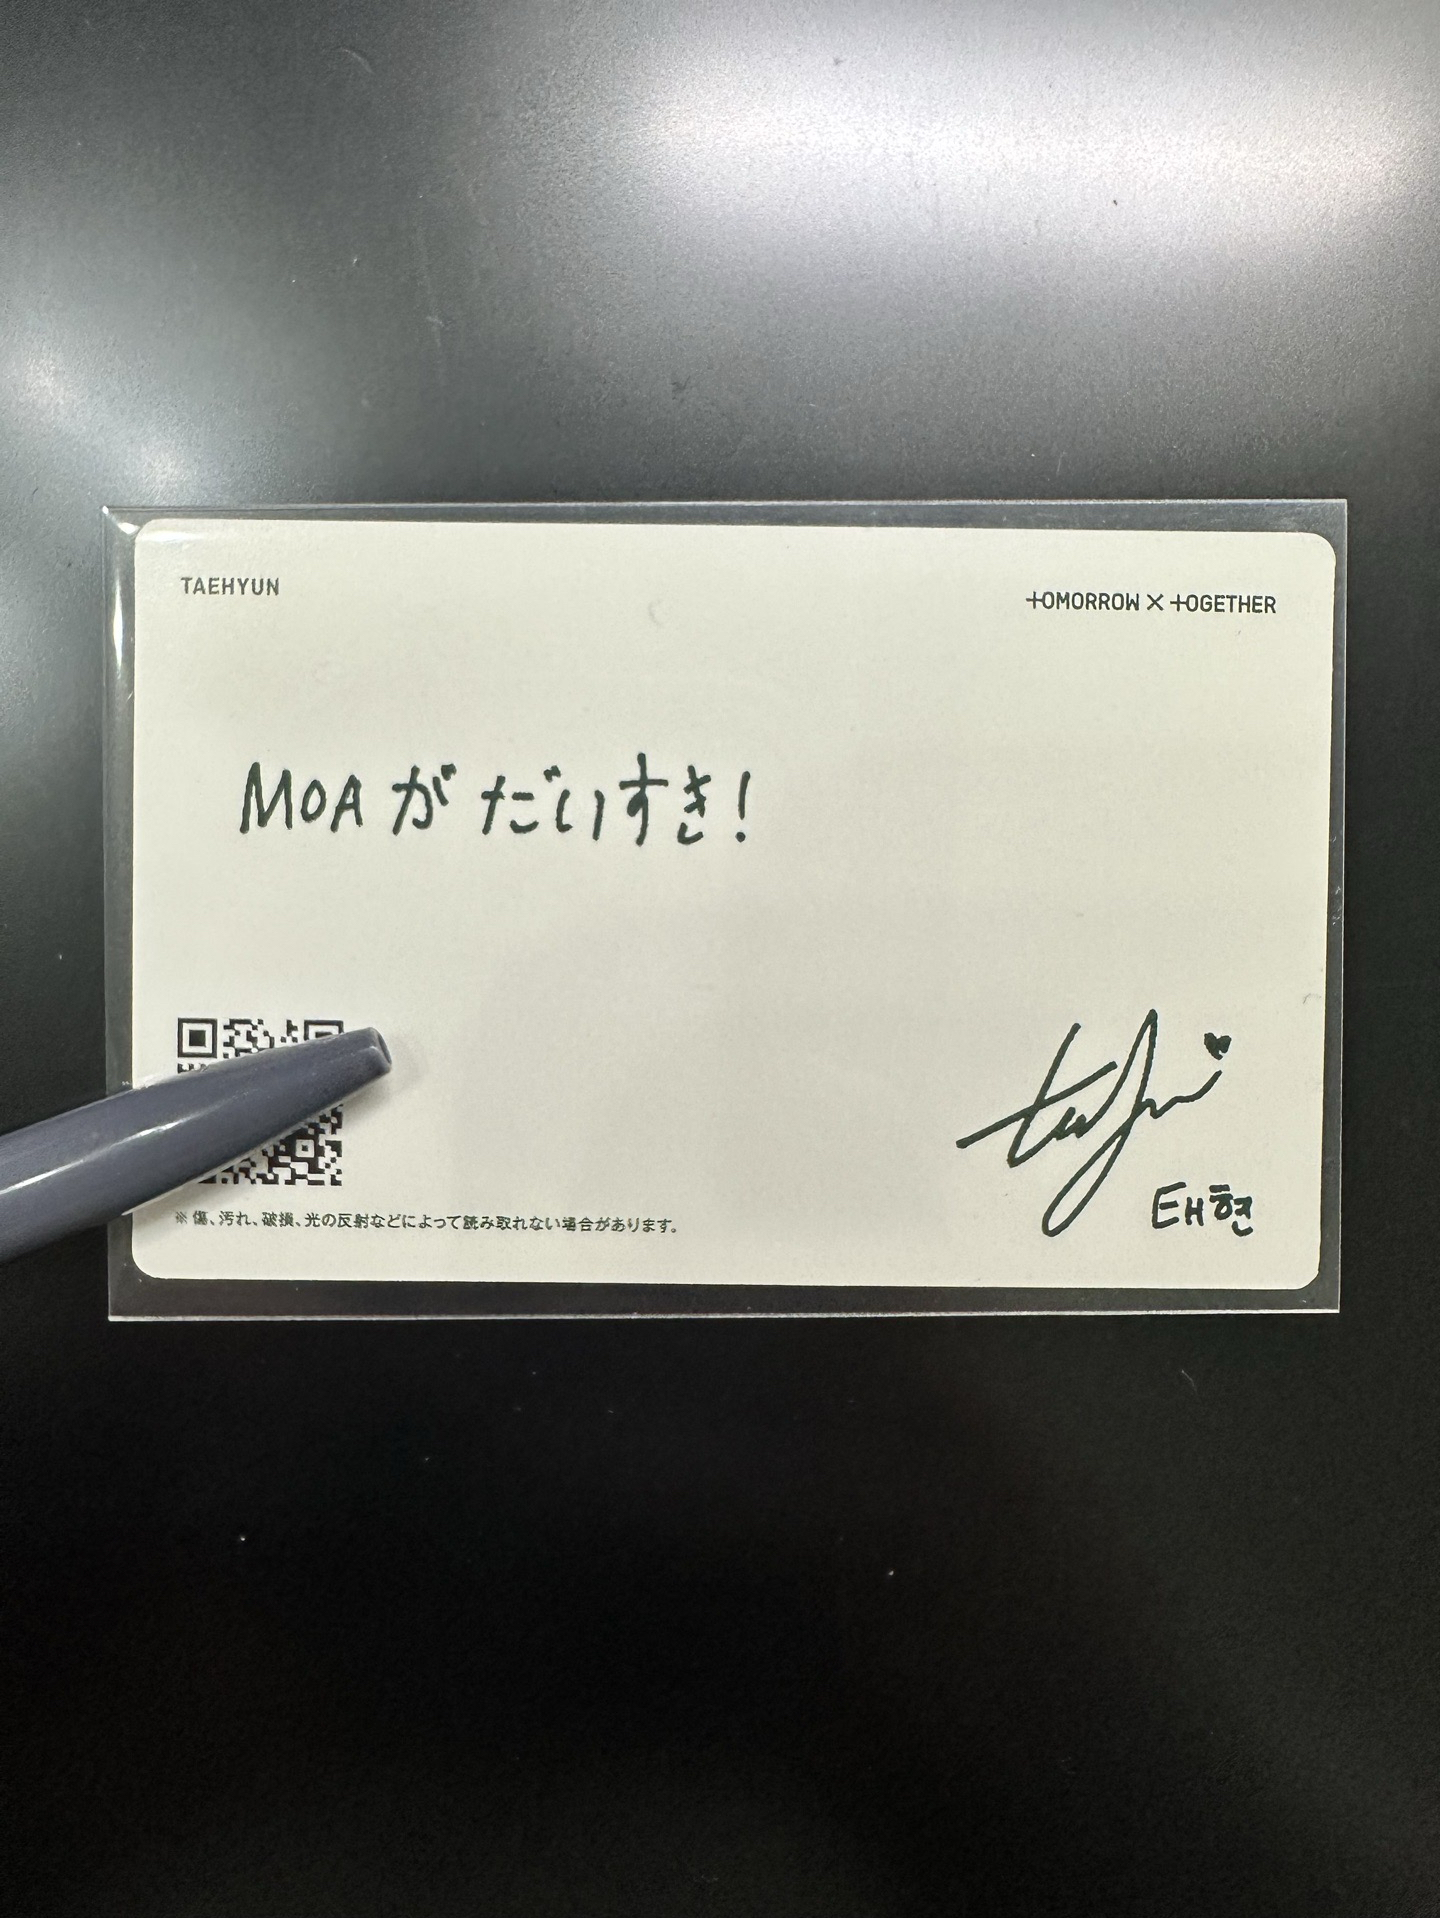 TAEHYUN
TOMORROW X TOGETHER
MOAがだいすき!
태현
※ 傷、汚れ、破損、光の反射などによって読み取れない場合があります。